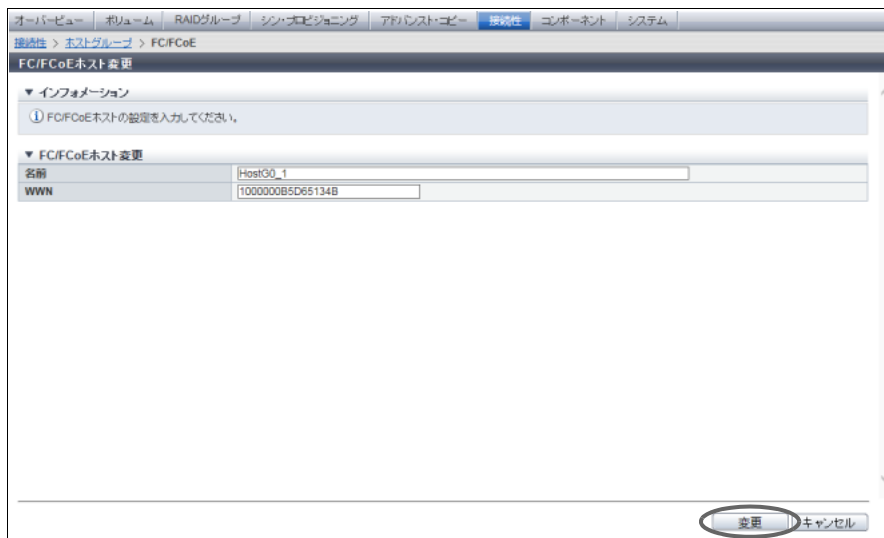 オーバービュー ボリューム RAIDグループ シン・プロビジョニング アドバンスト・コピー 接続性 コンポーネント システム
接続性 > ホストグループ > FC/FCoE
FC/FCoEホスト変更
▼ インフォメーション
FC/FCoEホストの設定を入力してください。
▼ FC/FCoEホスト変更
名前 HostG0_1
WWN 1000000B5D65134B
変更 キャンセル